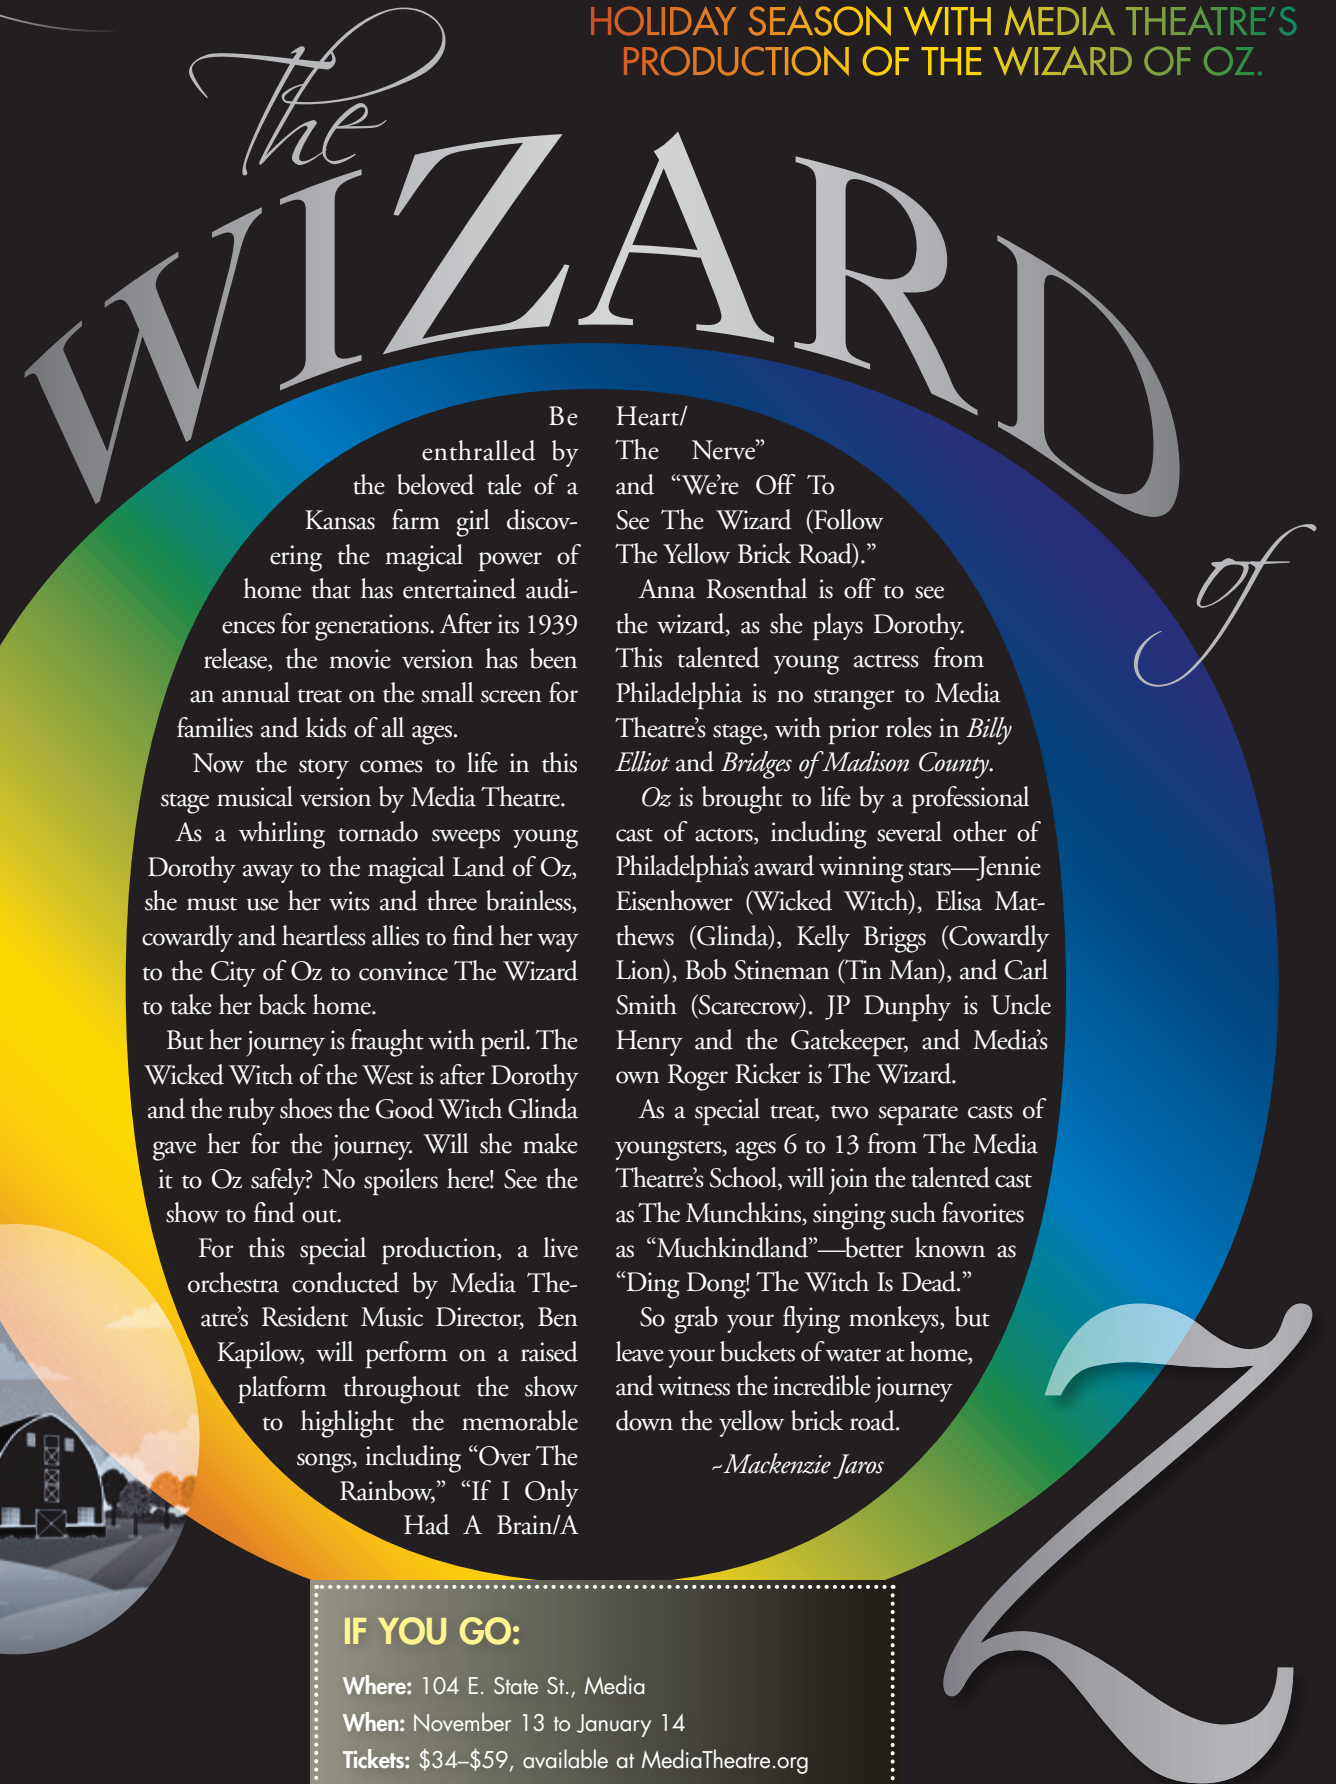 HOLIDAY SEASON WITH MEDIA THEATRE’S
PRODUCTION OF THE WIZARD OF OZ.
The
WIZARD
of
OZ
Be
enthralled by
the beloved tale of a
Kansas farm girl discov-
ering the magical power of
home that has entertained audi-
ences for generations. After its 1939
release, the movie version has been
an annual treat on the small screen for
families and kids of all ages.
Now the story comes to life in this
stage musical version by Media Theatre.
As a whirling tornado sweeps young
Dorothy away to the magical Land of Oz,
she must use her wits and three brainless,
cowardly and heartless allies to find her way
to the City of Oz to convince The Wizard
to take her back home.
But her journey is fraught with peril. The
Wicked Witch of the West is after Dorothy
and the ruby shoes the Good Witch Glinda
gave her for the journey. Will she make
it to Oz safely? No spoilers here! See the
show to find out.
For this special production, a live
orchestra conducted by Media The-
atre’s Resident Music Director, Ben
Kapilow, will perform on a raised
platform throughout the show
to highlight the memorable
songs, including “Over The
Rainbow,” “If I Only
Had A Brain/A
Heart/
The Nerve”
and “We’re Off To
See The Wizard (Follow
The Yellow Brick Road).”
Anna Rosenthal is off to see
the wizard, as she plays Dorothy.
This talented young actress from
Philadelphia is no stranger to Media
Theatre’s stage, with prior roles in Billy
Elliot and Bridges of Madison County.
Oz is brought to life by a professional
cast of actors, including several other of
Philadelphia’s award winning stars—Jennie
Eisenhower (Wicked Witch), Elisa Mat-
thews (Glinda), Kelly Briggs (Cowardly
Lion), Bob Stineman (Tin Man), and Carl
Smith (Scarecrow). JP Dunphy is Uncle
Henry and the Gatekeeper, and Media’s
own Roger Ricker is The Wizard.
As a special treat, two separate casts of
youngsters, ages 6 to 13 from The Media
Theatre’s School, will join the talented cast
as The Munchkins, singing such favorites
as “Muchkindland”—better known as
“Ding Dong! The Witch Is Dead.”
So grab your flying monkeys, but
leave your buckets of water at home,
and witness the incredible journey
down the yellow brick road.
~Mackenzie Jaros
IF YOU GO:
Where: 104 E. State St., Media
When: November 13 to January 14
Tickets: $34–$59, available at MediaTheatre.org